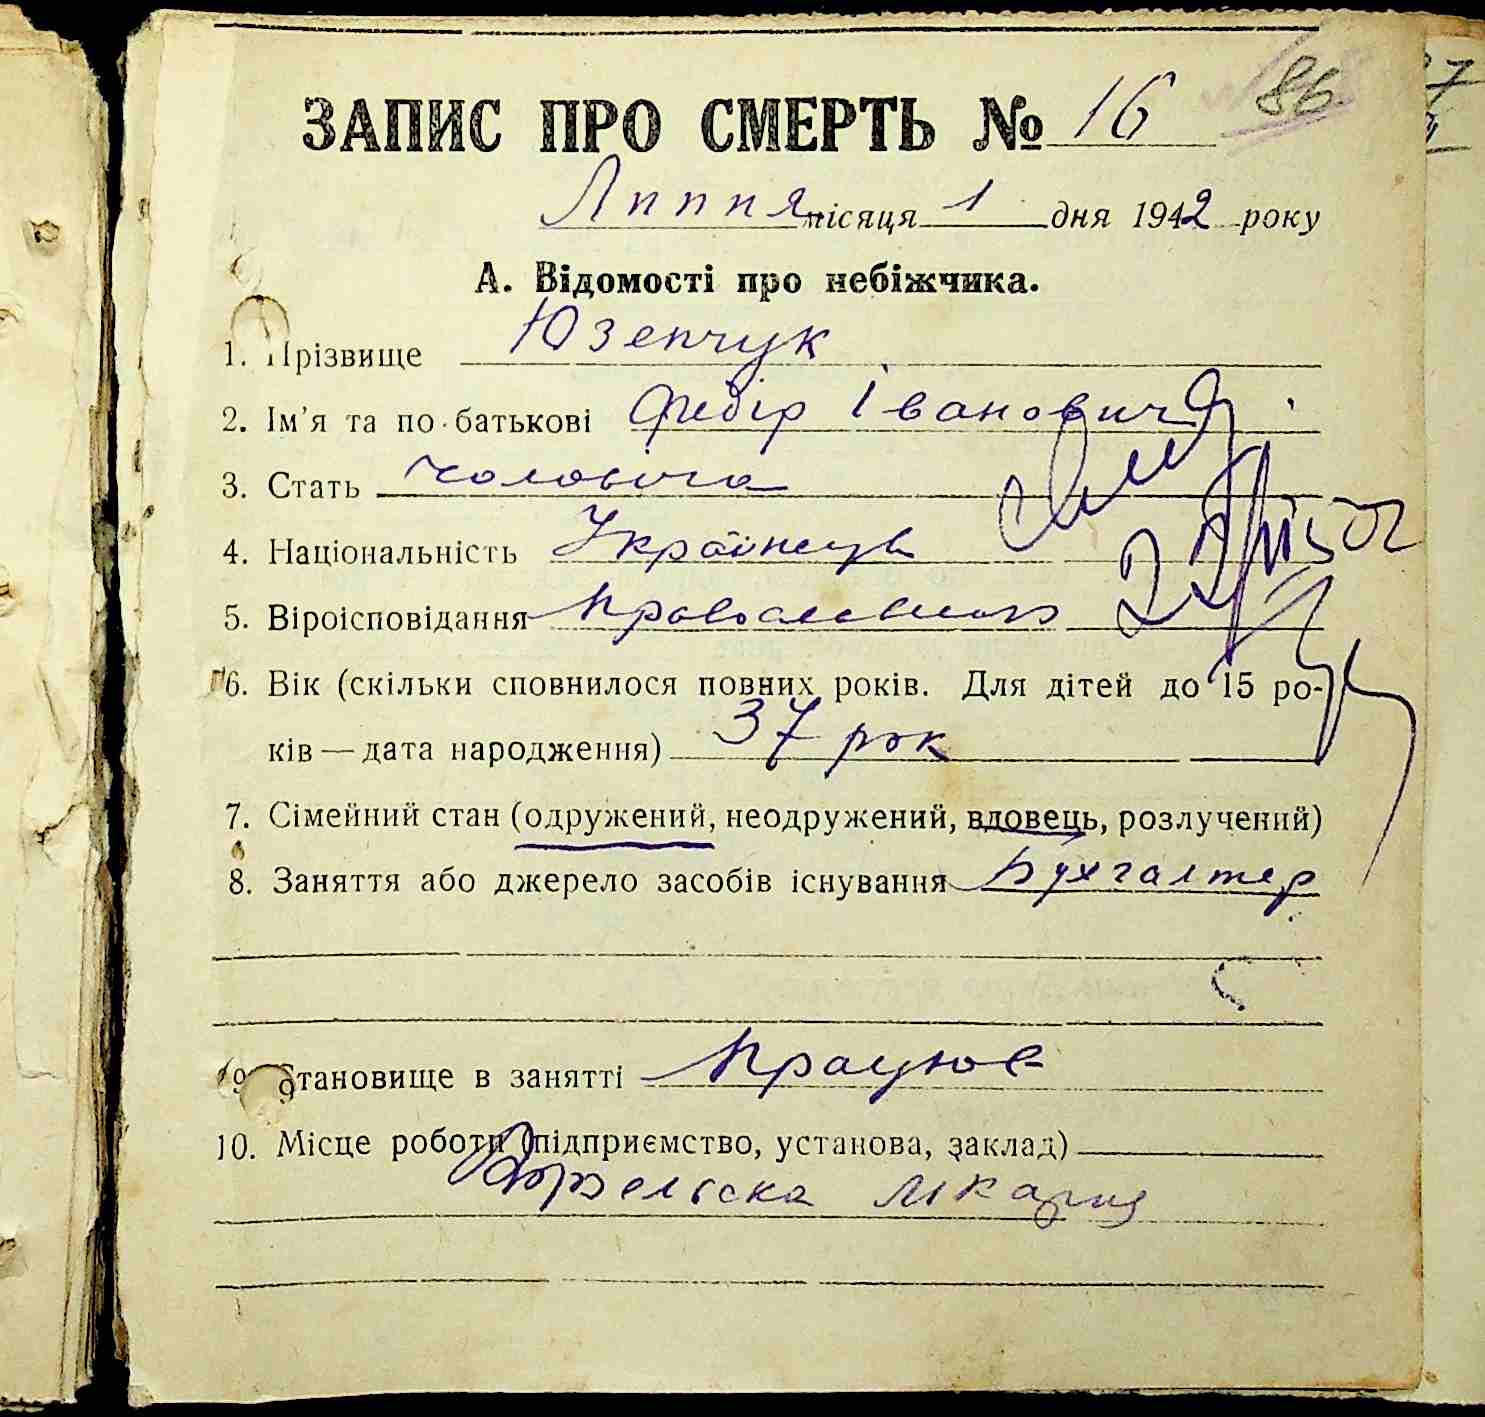 86
ЗАПИС ПРО СМЕРТЬ № 16
Липня місяця 1 дня 1942 року
А. Відомості про небіжчика.
1. Прізвище Юзепчук
2. Ім'я та по-батькові Федір Іванович
3. Стать чоловіча
4. Національність Українець
5. Віроісповідання
6. Вік (скільки сповнилося повних років. Для дітей до 15 ро-
ків — дата народження) 37 рок
7. Сімейний стан (одружений, неодружений, вдовець, розлучений)
8. Заняття або джерело засобів існування Бухгалтер
9. Становище в занятті Працює
10. Місце роботи (підприємство, установа, заклад)